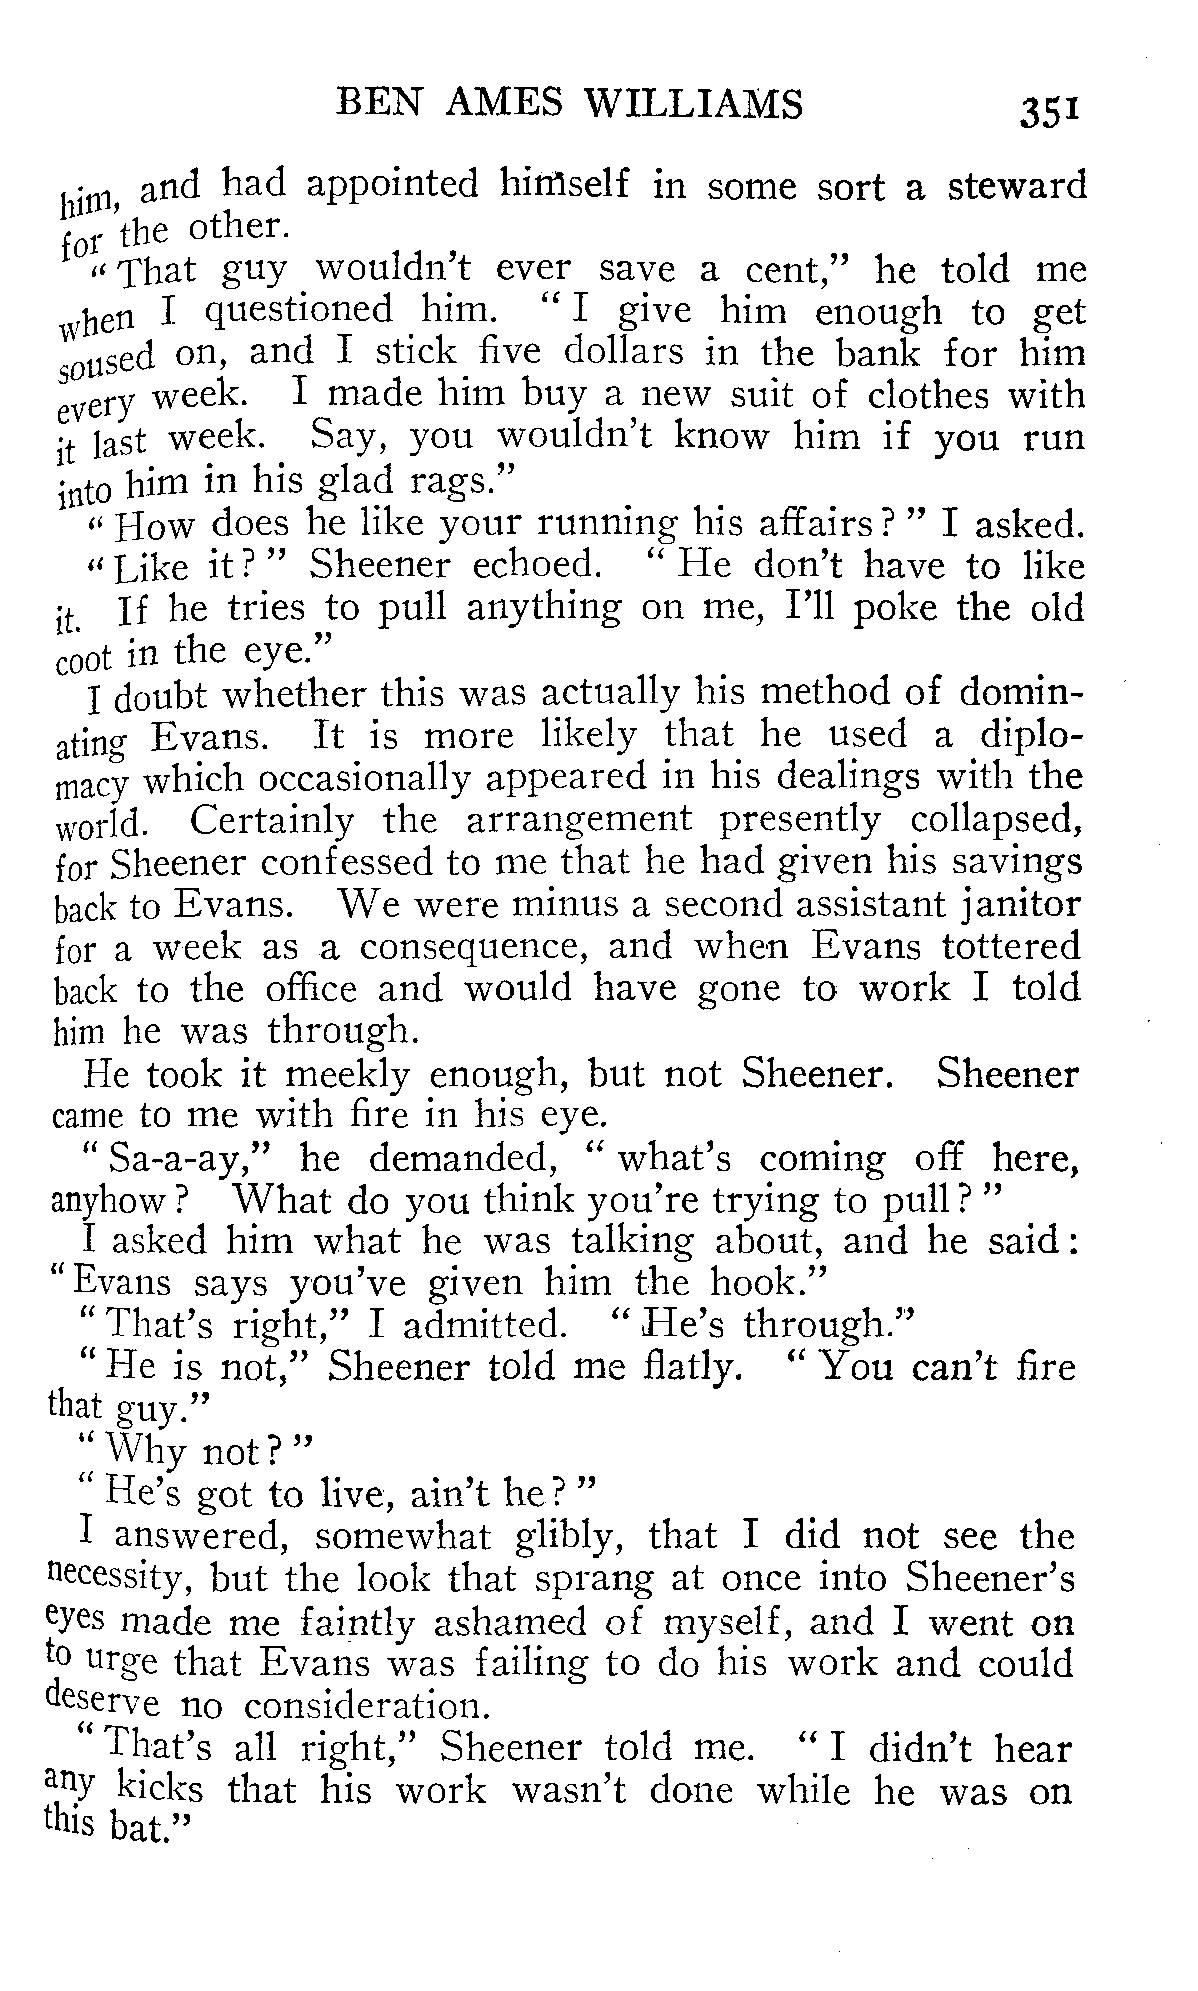 BEN AMES WILLIAMS 351
him, and had appointed himself in some sort a steward
for the other.
"That guy wouldn't ever save a cent," he told me
when I questioned him. "I give him enough to get
soused on, and I stick five dollars in the bank for him
every week. I made him buy a new suit of clothes with
it last week. Say, you wouldn't know him if you run
into him in his glad rags."
"How does he like your running his affairs?" I asked.
"Like it?" Sheener echoed. "He don't have to like
it. If he tries to pull anything on me, I'll poke the old
coot in the eye."
I doubt whether this was actually his method of domin-
ating Evans. It is more likely that he used a diplo-
macy which occasionally appeared in his dealings with the
world. Certainly the arrangement presently collapsed,
for Sheener confessed to me that he had given his savings
back to Evans. We were minus a second assistant janitor
for a week as a consequence, and when Evans tottered
back to the office and would have gone to work I told
him he was through.
He took it meekly enough, but not Sheener. Sheener
came to me with fire in his eye.
"Sa-a-ay," he demanded, "what's coming off here,
anyhow? What do you think you're trying to pull?"
I asked him what he was talking about, and he said:
"Evans says you've given him the hook."
"That's right," I admitted. "He's through."
"He is not," Sheener told me flatly. "You can't fire
that guy."
"Why not?"
"He's got to live, ain't he?"
I answered, somewhat glibly, that I did not see the
necessity, but the look that sprang at once into Sheener's
eyes made me faintly ashamed of myself, and I went on
to urge that Evans was failing to do his work and could
deserve no consideration.
"That's all right," Sheener told me. "I didn't hear
any kicks that his work wasn't done while he was on
this bat."